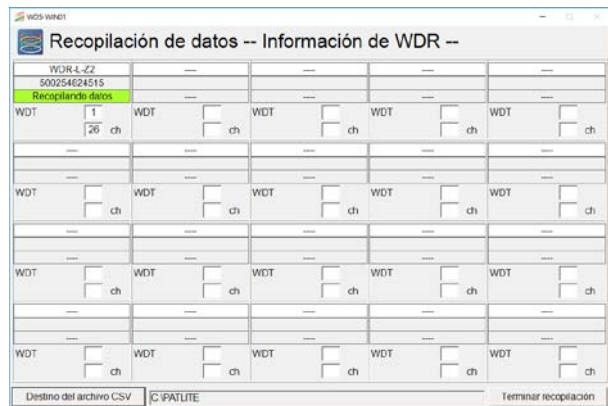 WDS-WIN01
Recopilación de datos -- Información de WDR --
WDR-L-Z2 ---- ---- ---- ----
500254624515
Recopilando datos ---- ---- ---- ----
WDT 1 WDT WDT WDT WDT
26 ch ch ch ch ch
---- ---- ---- ---- ----
---- ---- ---- ---- ----
WDT WDT WDT WDT WDT
ch ch ch ch ch
---- ---- ---- ---- ----
---- ---- ---- ---- ----
WDT WDT WDT WDT WDT
ch ch ch ch ch
---- ---- ---- ---- ----
---- ---- ---- ---- ----
WDT WDT WDT WDT WDT
ch ch ch ch ch
Destino del archivo CSV C:\PATLITE Terminar recopilación